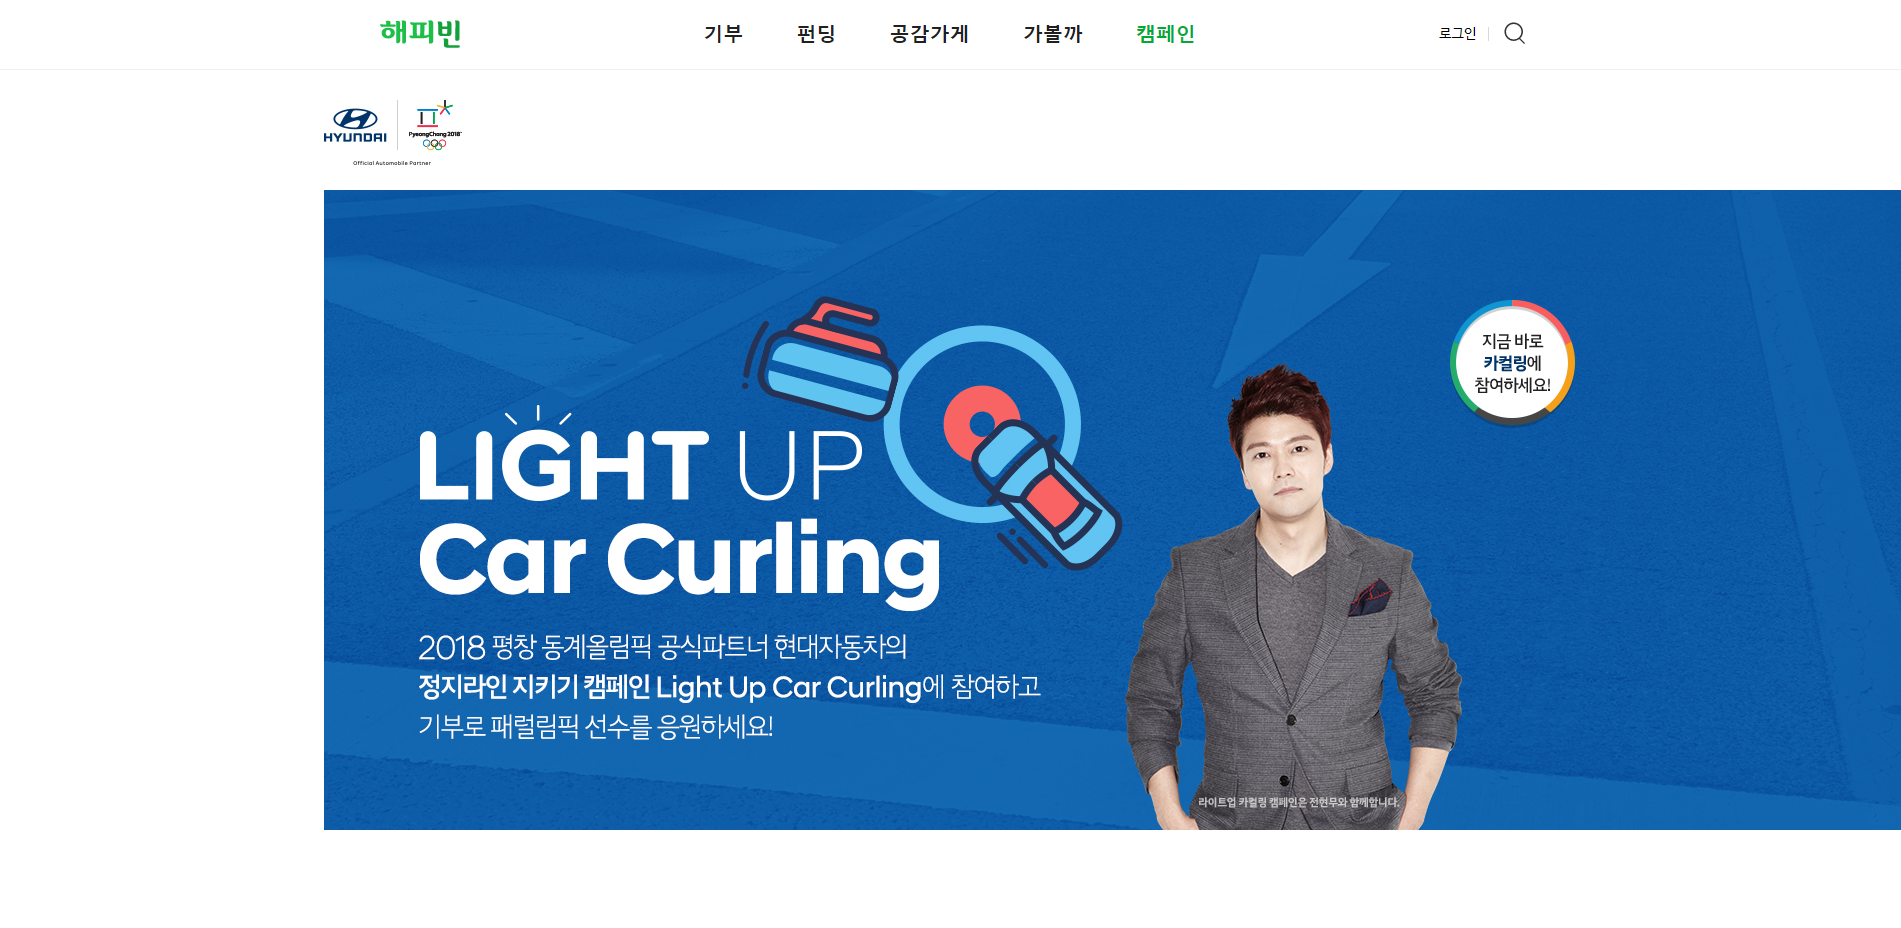 해피빈
기부 펀딩 공감가게 가볼까 캠페인
로그인
HYUNDAI
PyeongChang 2018
Official Automobile Partner
지금 바로
카컬링에
참여하세요!
LIGHT UP
Car Curling
2018 평창 동계올림픽 공식파트너 현대자동차의
정지라인 지키기 캠페인 Light Up Car Curling에 참여하고
기부로 패럴림픽 선수를 응원하세요!
라이트업 카컬링 캠페인은 전현무와 함께합니다.